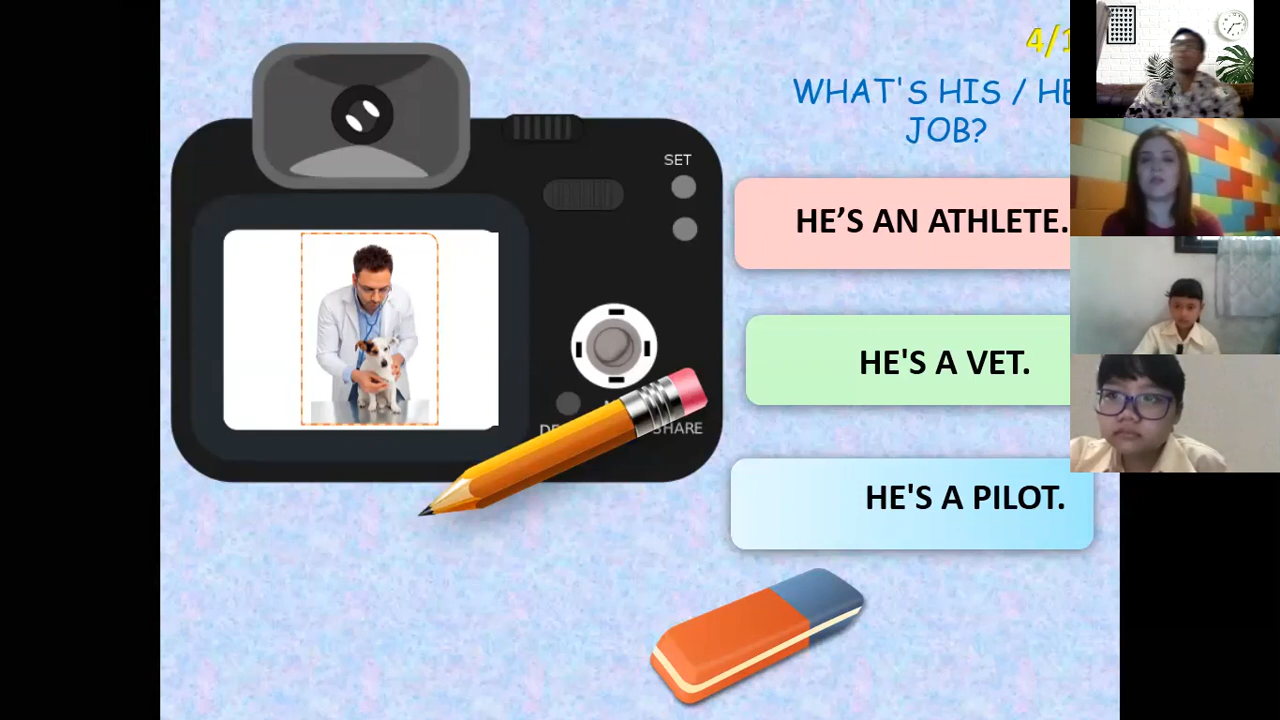 WHAT'S HIS / HE
JOB?
SET
HE’S AN ATHLETE.
HE'S A VET.
SHARE
HE'S A PILOT.